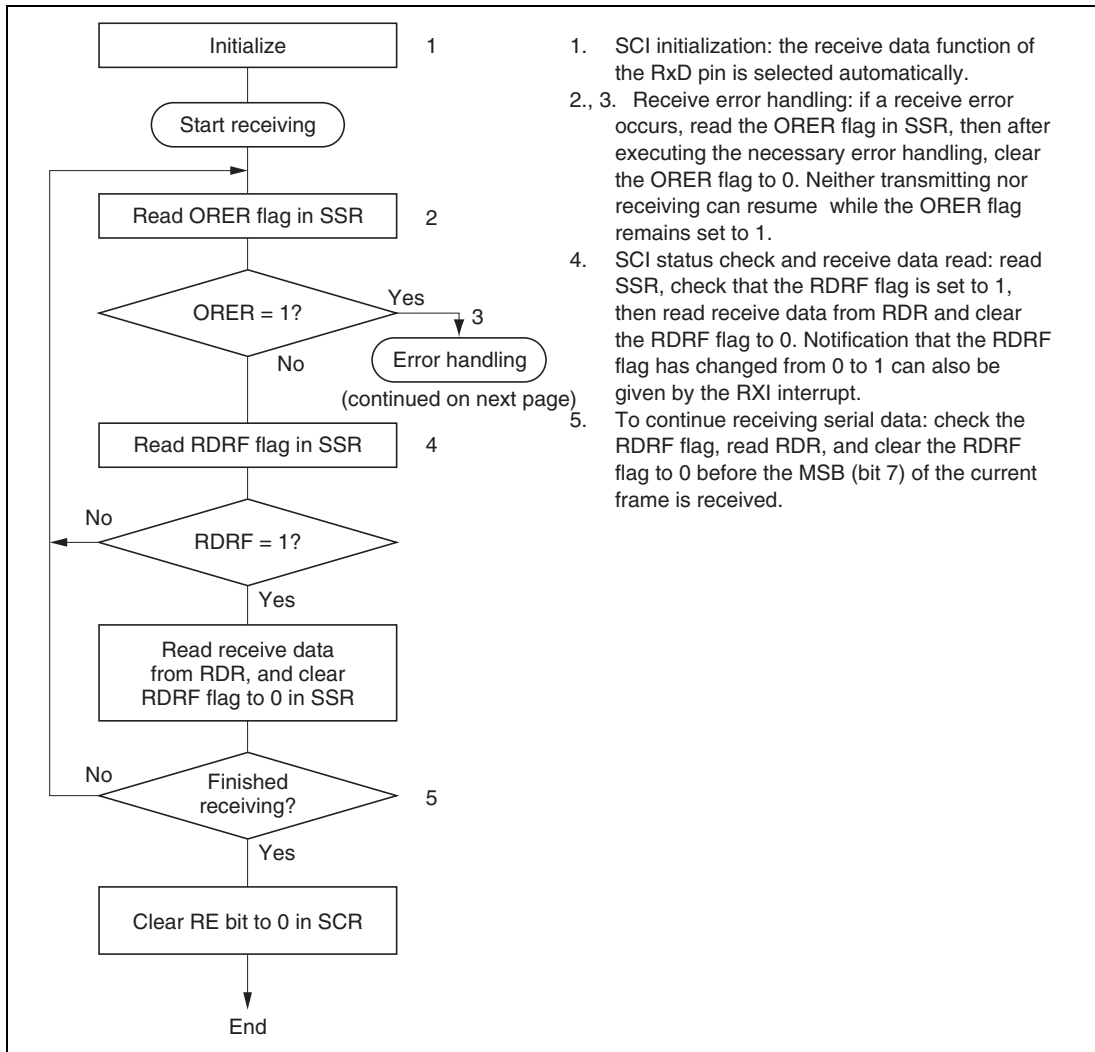 Initialize
1
Start receiving
Read ORER flag in SSR
2
ORER = 1?
Yes
3
No
Error handling
(continued on next page)
Read RDRF flag in SSR
4
No
RDRF = 1?
Yes
Read receive data
from RDR, and clear
RDRF flag to 0 in SSR
No
Finished
receiving?
5
Yes
Clear RE bit to 0 in SCR
End
1. SCI initialization: the receive data function of
the RxD pin is selected automatically.
2., 3. Receive error handling: if a receive error
occurs, read the ORER flag in SSR, then after
executing the necessary error handling, clear
the ORER flag to 0. Neither transmitting nor
receiving can resume while the ORER flag
remains set to 1.
4. SCI status check and receive data read: read
SSR, check that the RDRF flag is set to 1,
then read receive data from RDR and clear
the RDRF flag to 0. Notification that the RDRF
flag has changed from 0 to 1 can also be
given by the RXI interrupt.
5. To continue receiving serial data: check the
RDRF flag, read RDR, and clear the RDRF
flag to 0 before the MSB (bit 7) of the current
frame is received.